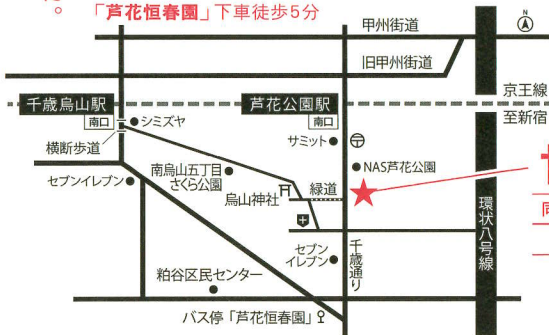 「芦花恒春園」下車徒歩5分
甲州街道
N
旧甲州街道
京王線
千歳烏山駅
芦花公園駅
南口
シミズヤ
南口
至新宿
横断歩道
サミット
NAS芦花公園
セブンイレブン
南烏山五丁目
さくら公園
烏山神社
緑道
環状八号線
セブン
イレブン
千歳通り
粕谷区民センター
バス停「芦花恒春園」